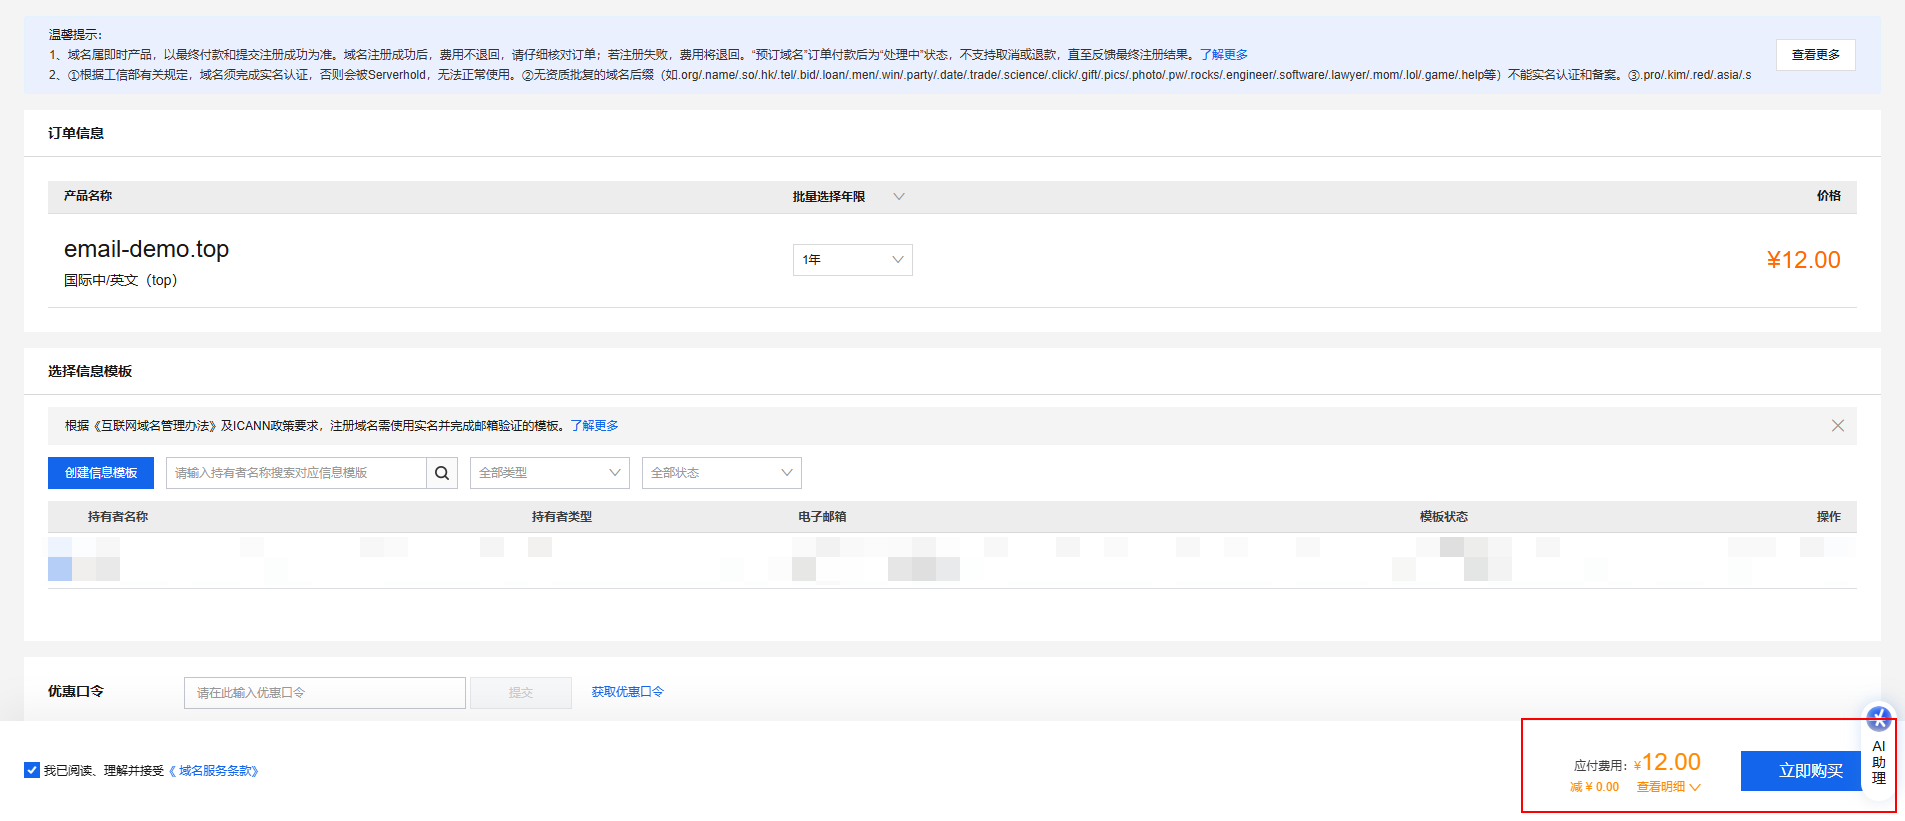 温馨提示:
1、域名属即时产品，以最终付款和提交注册成功为准。域名注册成功后，费用不退回，请仔细核对订单；若注册失败，费用将退回。“预订域名”订单付款后为“处理中”状态，不支持取消或退款，直至反馈最终注册结果。了解更多
2、①根据工信部有关规定，域名须完成实名认证，否则会被Serverhold，无法正常使用。②无资质批复的域名后缀（如.org/.name/.so/.hk/.tel/.bid/.loan/.men/.win/.party/.date/.trade/.science/.click/.gift/.pics/.photo/.pw/.rocks/.engineer/.software/.lawyer/.mom/.lol/.game/.help等）不能实名认证和备案。③.pro/.kim/.red/.asia/.s
查看更多
订单信息
产品名称 批量选择年限 价格
email-demo.top
国际中/英文（top）
1年
¥12.00
选择信息模板
根据《互联网域名管理办法》及ICANN政策要求，注册域名需使用实名并完成邮箱验证的模板。了解更多
创建信息模板 请输入持有者名称搜索对应信息模版 全部类型 全部状态
持有者名称 持有者类型 电子邮箱 模板状态 操作
优惠口令 请在此输入优惠口令 提交 获取优惠口令
我已阅读、理解并接受《 域名服务条款》
应付费用：¥12.00
减 ¥ 0.00 查看明细
立即购买
AI
助
理